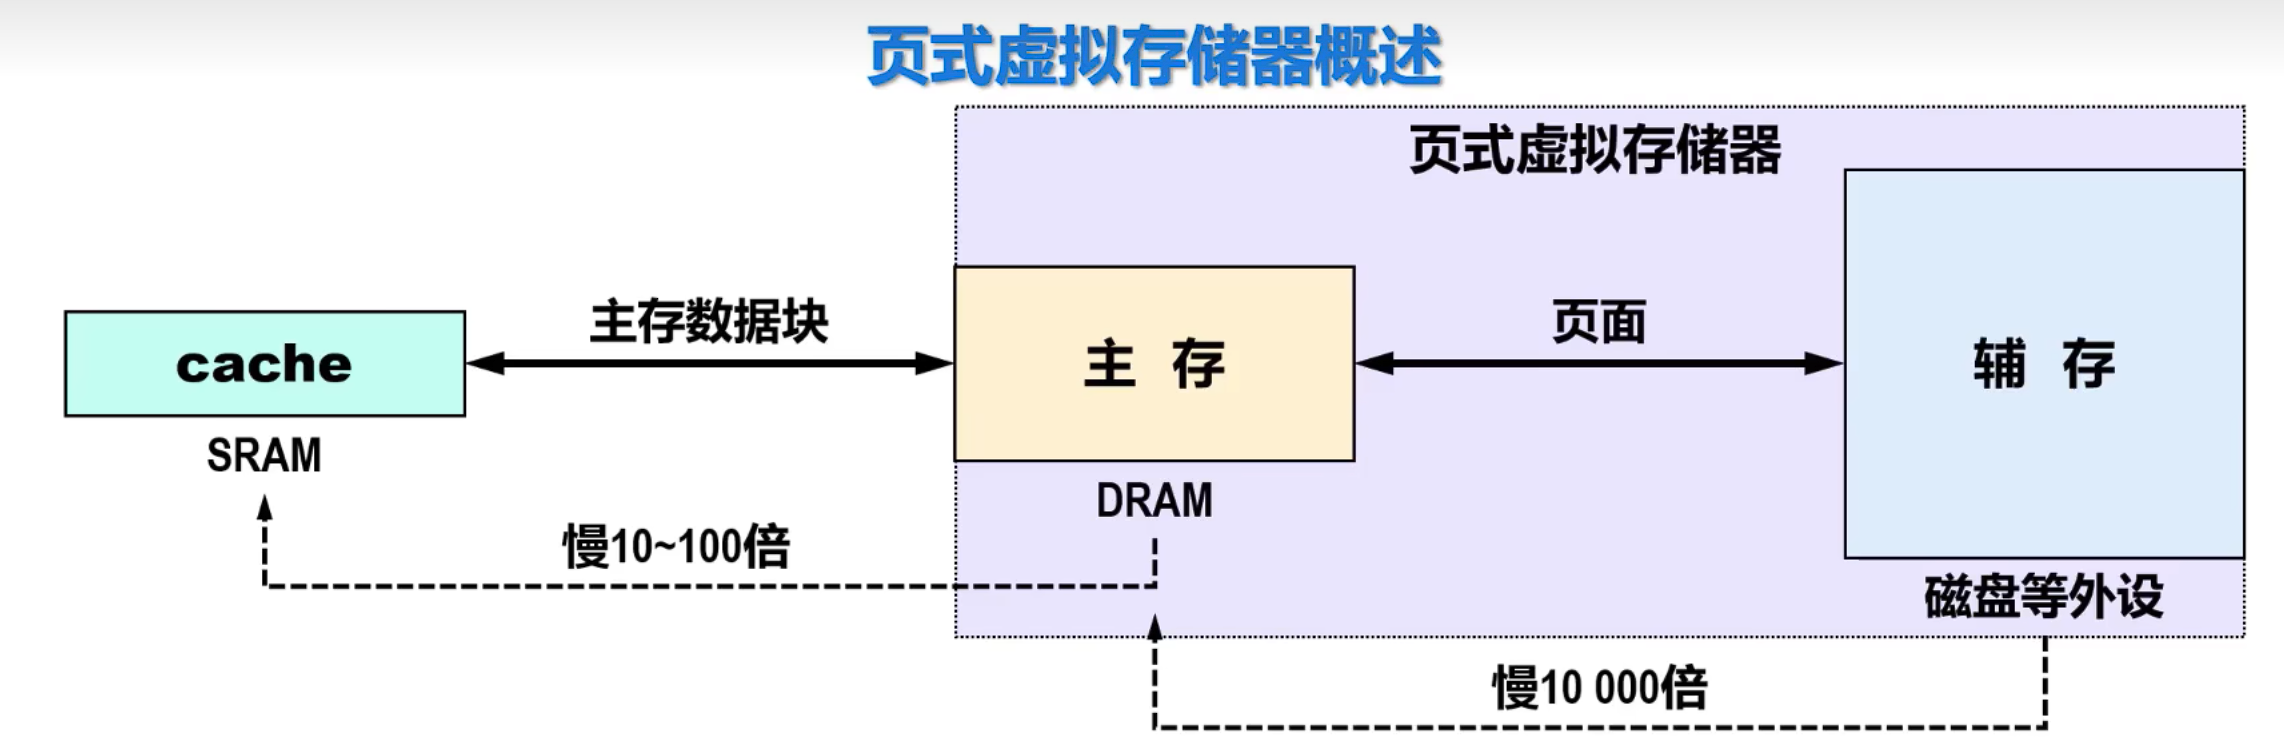 页式虚拟存储器概述
页式虚拟存储器
主存数据块
页面
cache
主 存
辅 存
SRAM
DRAM
慢10~100倍
磁盘等外设
慢10 000倍